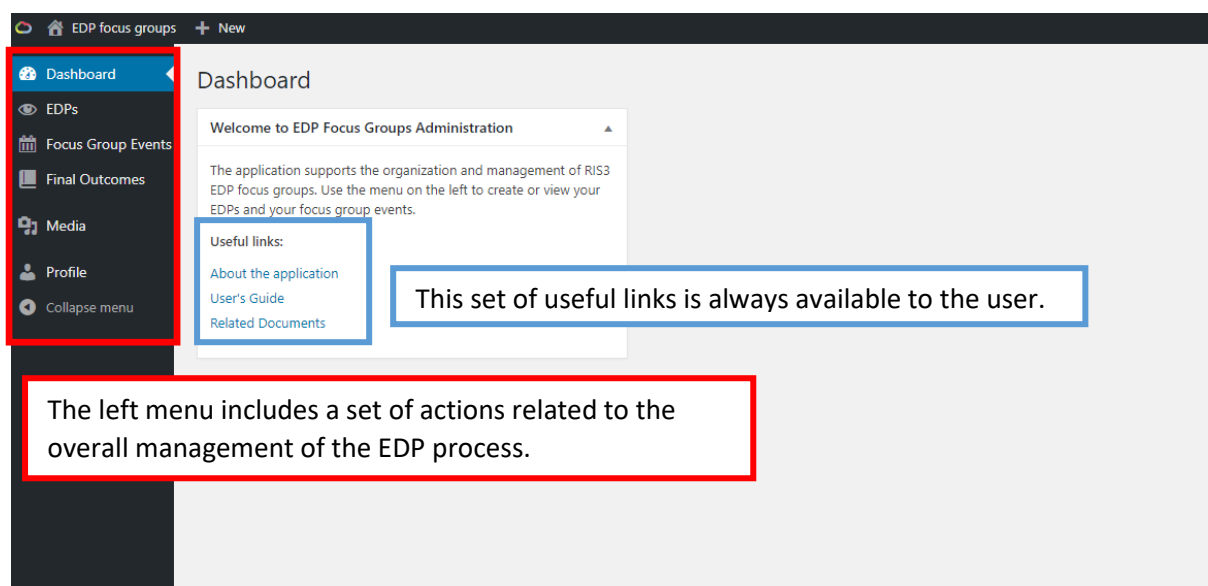 EDP focus groups + New
Dashboard
EDPs
Focus Group Events
Final Outcomes
Media
Profile
Collapse menu
Dashboard
Welcome to EDP Focus Groups Administration
The application supports the organization and management of RIS3
EDP focus groups. Use the menu on the left to create or view your
EDPs and your focus group events.
Useful links:
About the application
User's Guide
Related Documents
This set of useful links is always available to the user.
The left menu includes a set of actions related to the
overall management of the EDP process.